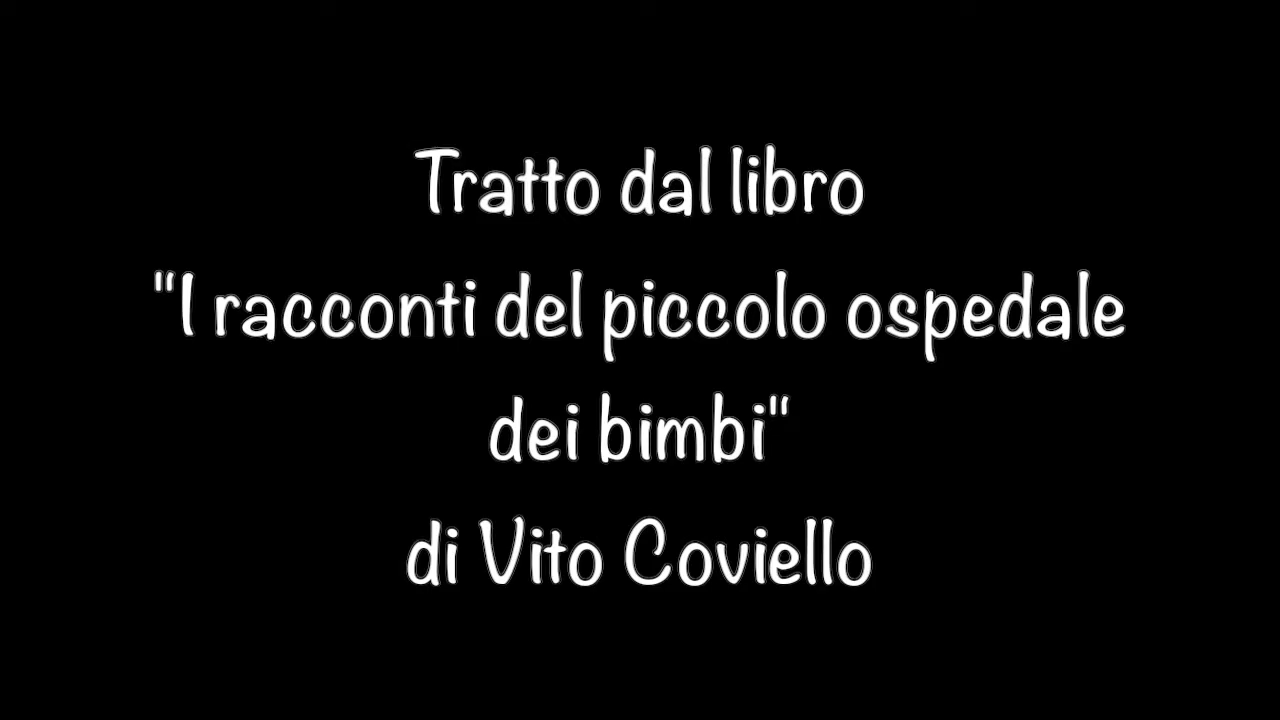 Tratto dal libro
"I racconti del piccolo ospedale
dei bimbi"
di Vito Coviello